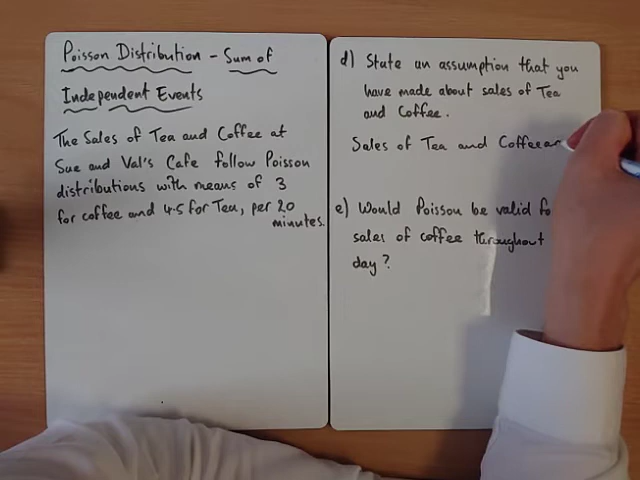 Poisson Distribution - Sum of
Independent Events
The Sales of Tea and Coffee at
Sue and Val's Cafe follow Poisson
distributions with means of 3
for coffee and 4.5 for Tea, per 20
minutes.
d) State an assumption that you
have made about sales of Tea
and Coffee.
Sales of Tea and Coffee
e) Would Poisson be valid
sales of coffee throughout
day?